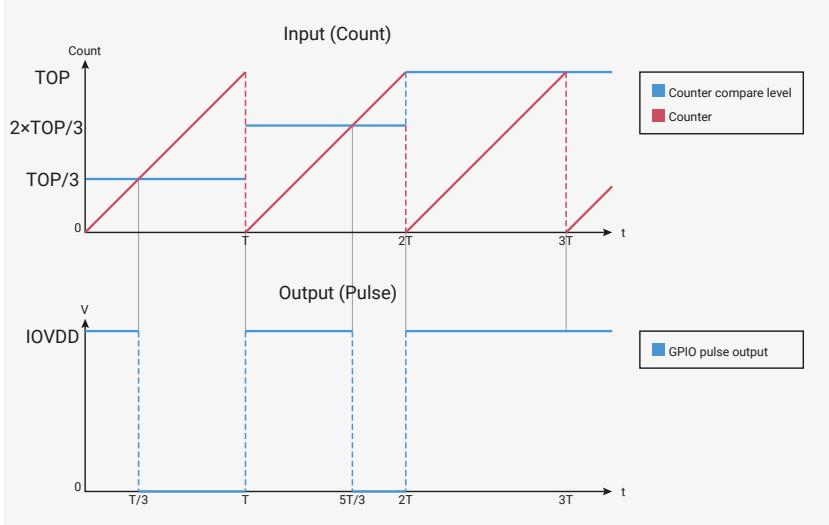 Input (Count)
Count
TOP
2×TOP/3
TOP/3
0
T
2T
3T
t
Counter compare level
Counter
Output (Pulse)
V
IOVDD
0
T/3
T
5T/3
2T
3T
t
GPIO pulse output